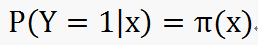 P(Y = 1|x) = π(x)